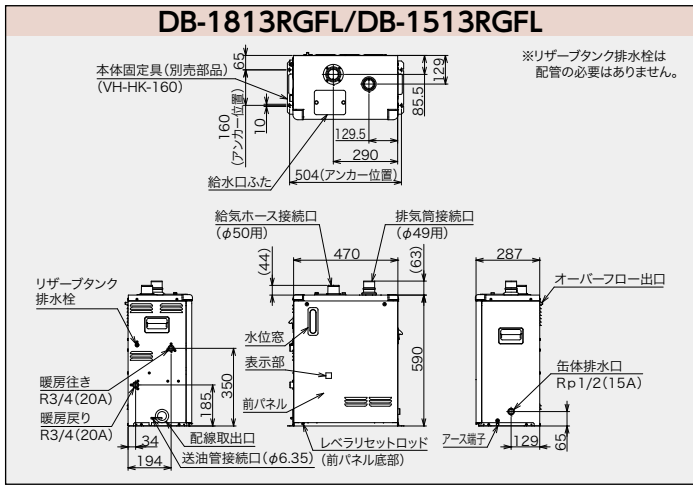 DB-1813RGFL/DB-1513RGFL
※リザーブタンク排水栓は
配管の必要はありません。
本体固定具(別売部品)
(VH-HK-160)
65
160
(アンカー位置)
10
129
85.5
129.5
290
504(アンカー位置)
給水口ふた
給気ホース接続口
(φ50用)
排気筒接続口
(φ49用)
(44)
470
(63)
287
リザーブタンク
排水栓
オーバーフロー出口
水位窓
表示部
前パネル
590
缶体排水口
Rp1/2(15A)
暖房往き
R3/4(20A)
暖房戻り
R3/4(20A)
350
185
34
194
配線取出口
送油管接続口(φ6.35)
レベラリセットロッド
(前パネル底部)
アース端子
129
65